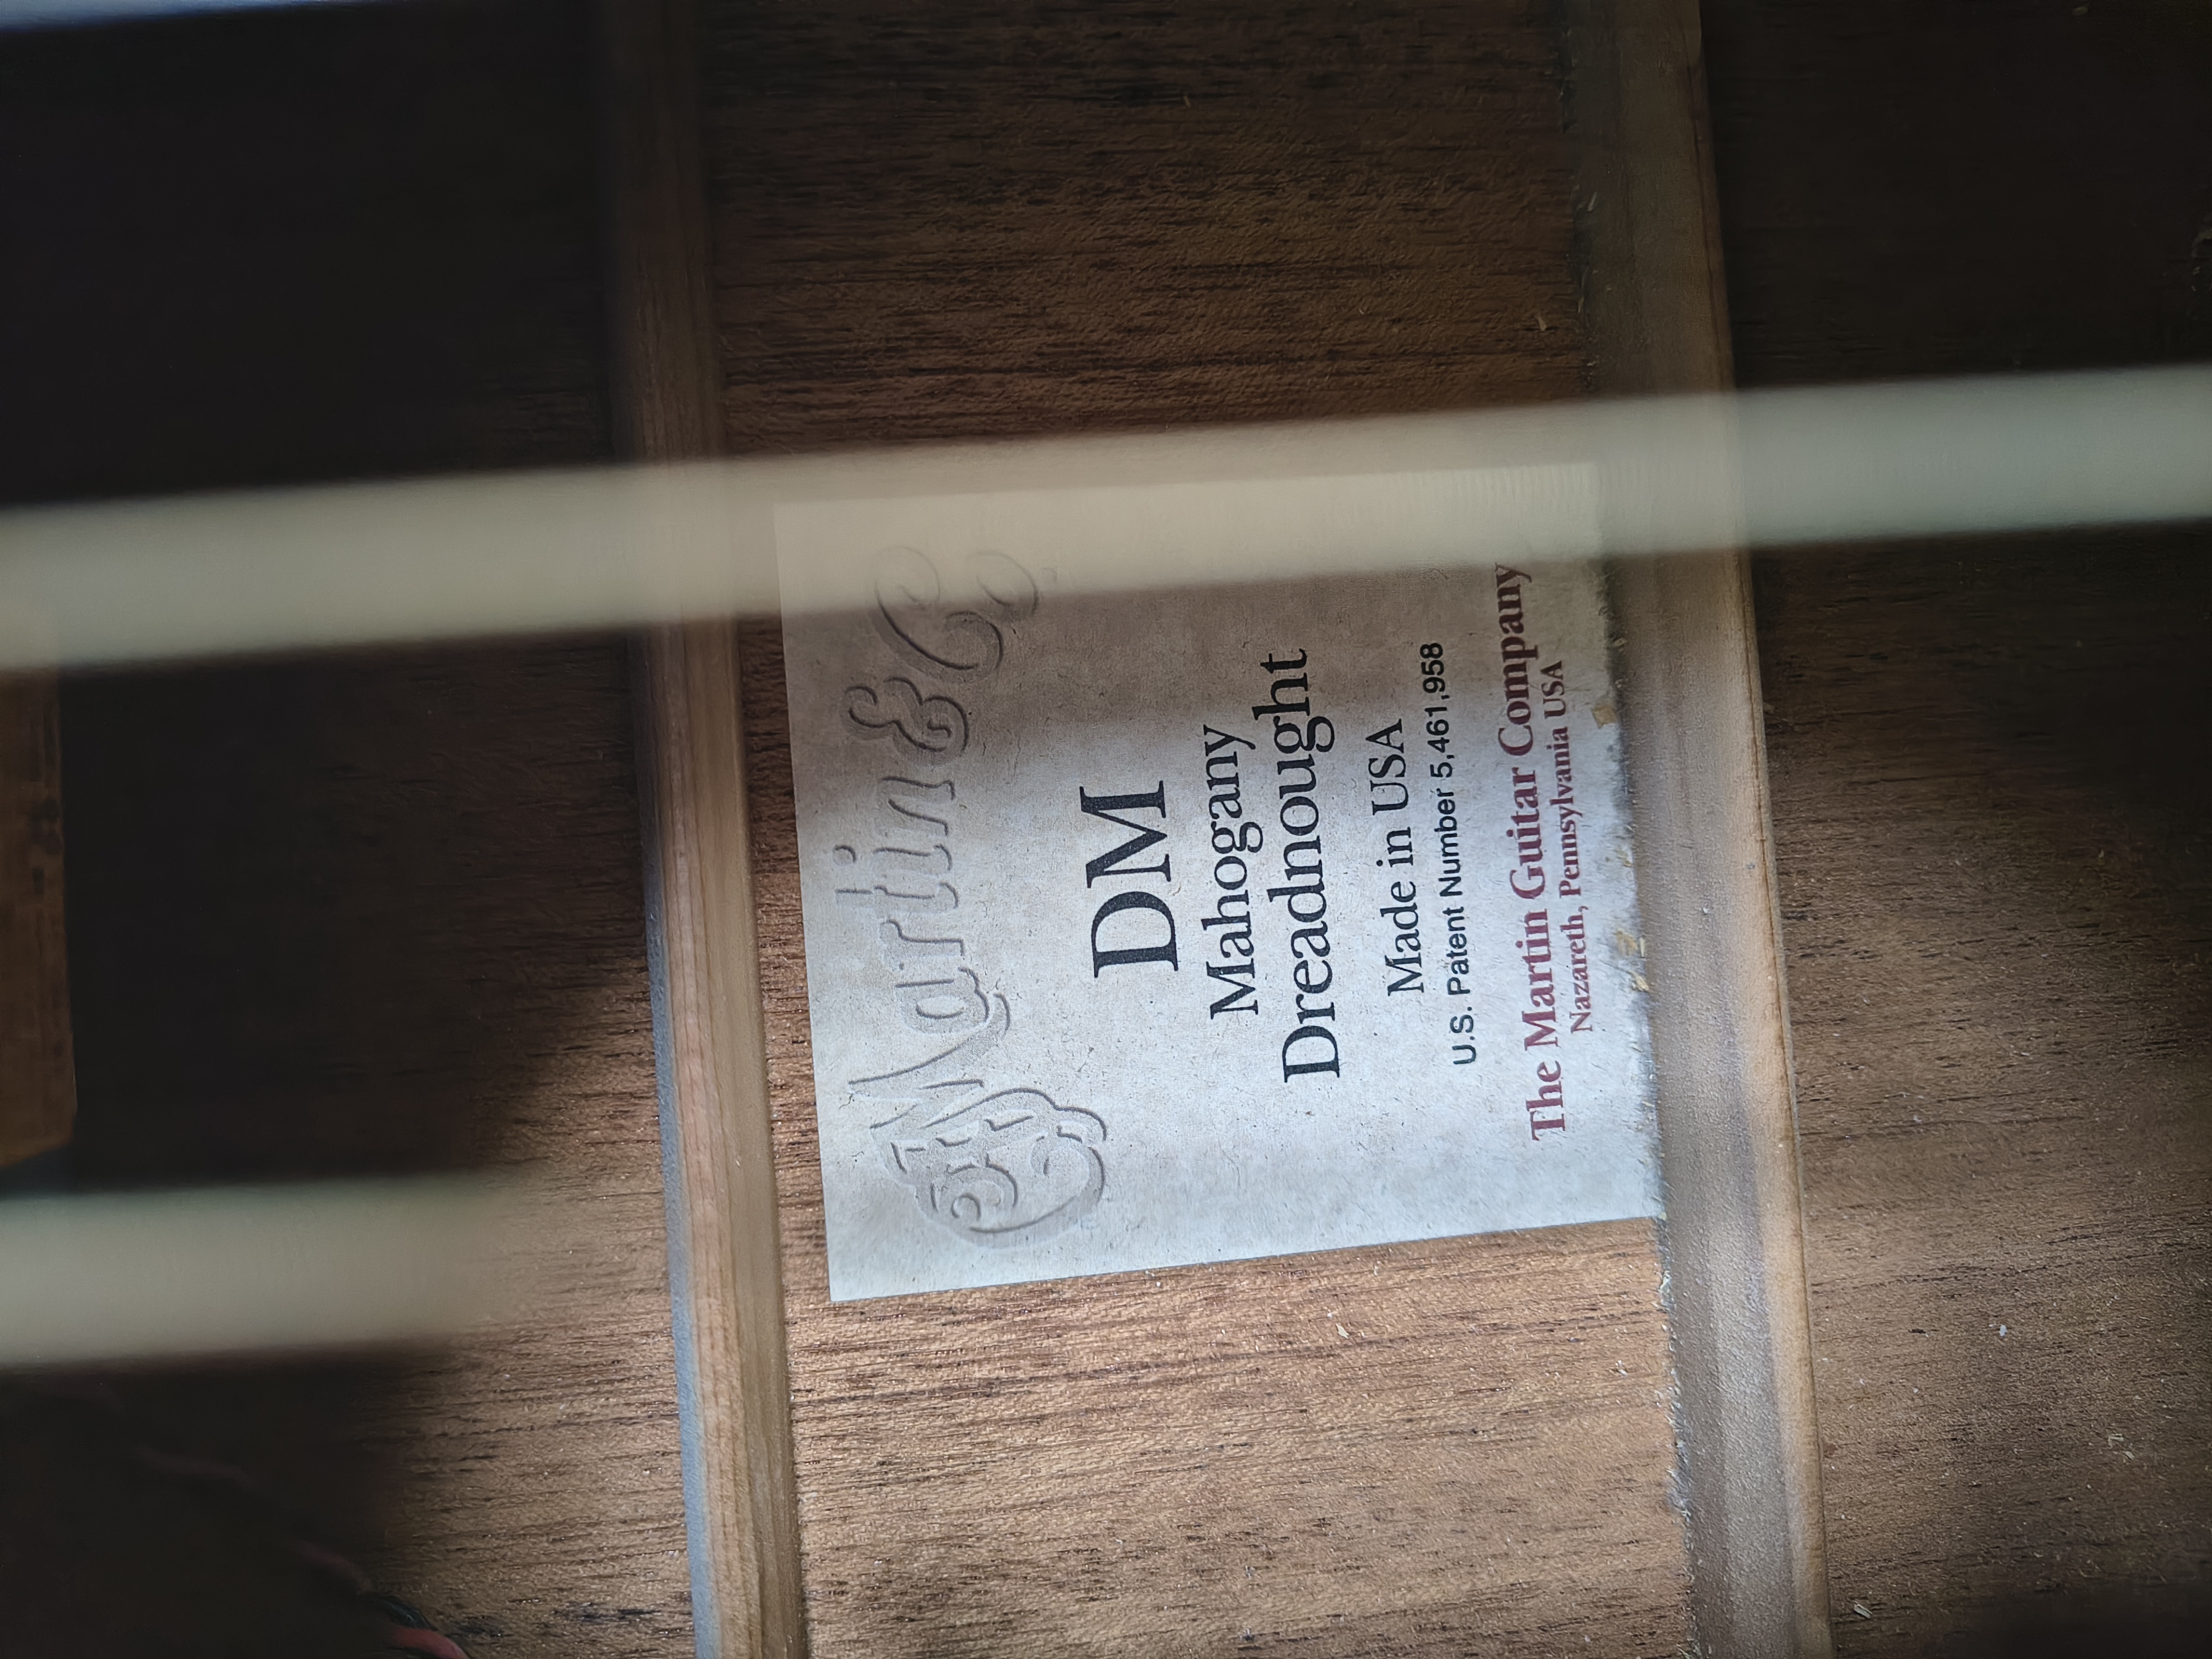 Martin & Co
DM
Mahogany
Dreadnought
Made in USA
U.S. Patent Number 5,461,958
The Martin Guitar Company
Nazareth, Pennsylvania USA